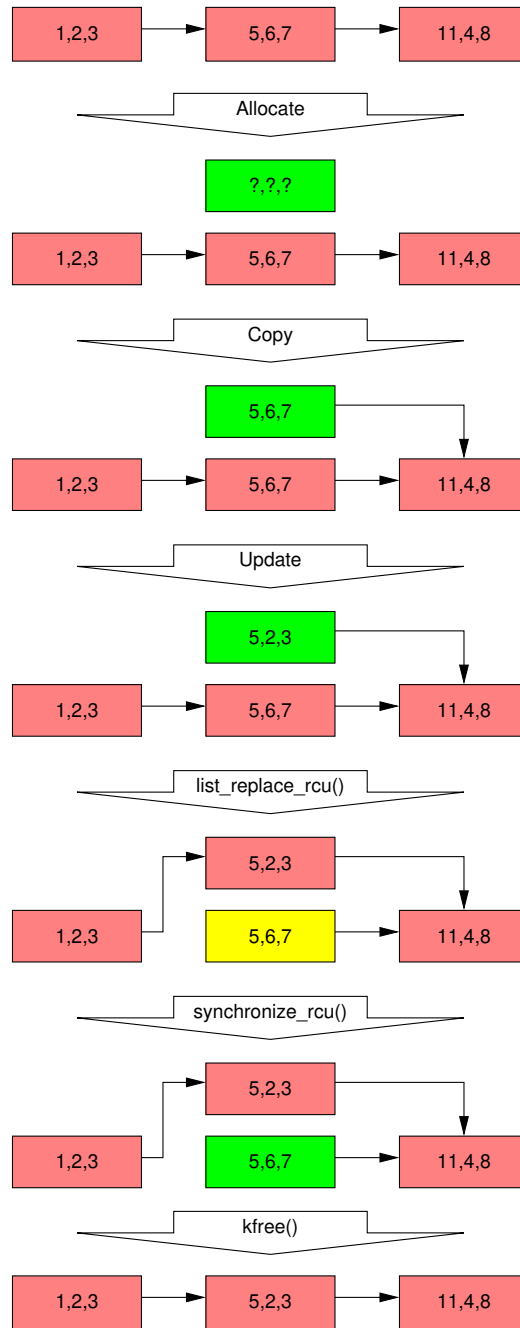 1,2,3 5,6,7 11,4,8
Allocate
?,?,?
1,2,3 5,6,7 11,4,8
Copy
5,6,7
1,2,3 5,6,7 11,4,8
Update
5,2,3
1,2,3 5,6,7 11,4,8
list_replace_rcu()
5,2,3
1,2,3 5,6,7 11,4,8
synchronize_rcu()
5,2,3
1,2,3 5,6,7 11,4,8
kfree()
1,2,3 5,2,3 11,4,8